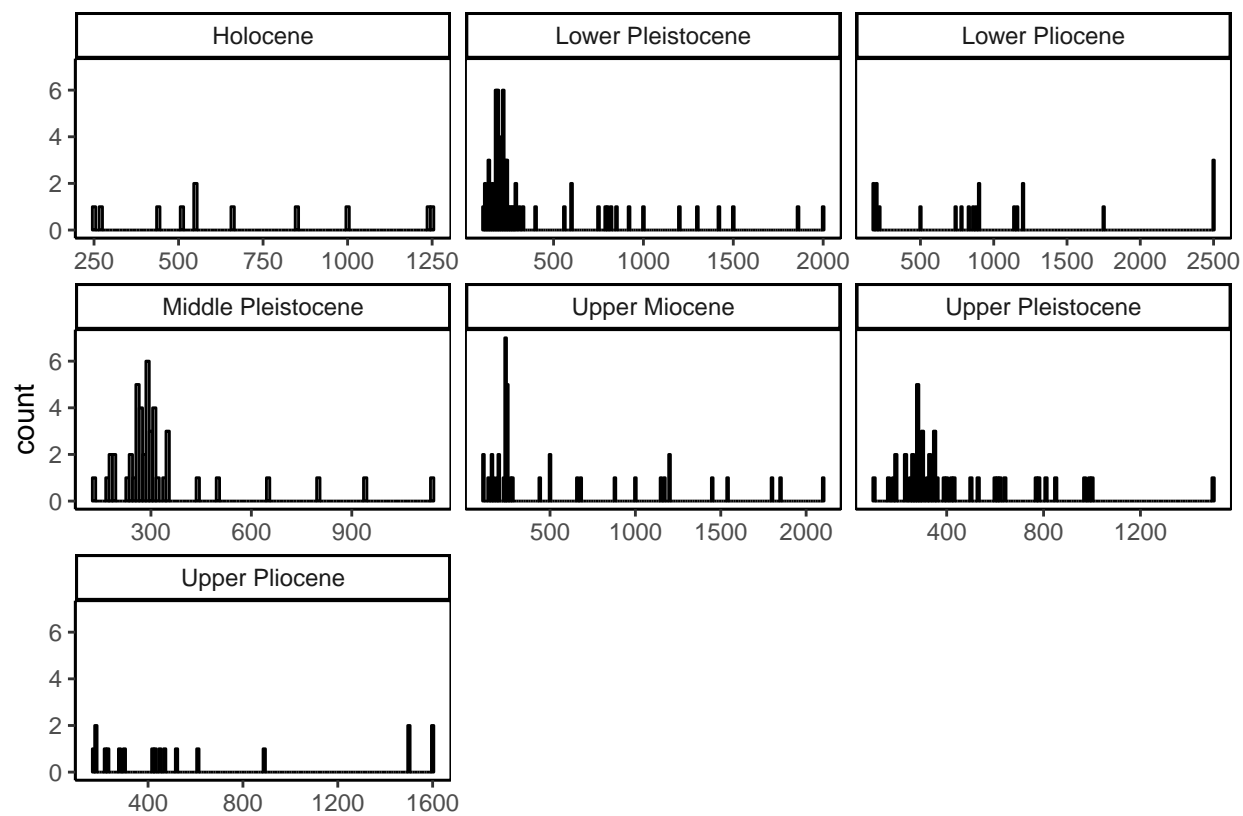 Holocene
Lower Pleistocene
Lower Pliocene
6
4
2
0
250 500 750 1000 1250
500 1000 1500 2000
500 1000 1500 2000 2500
Middle Pleistocene
Upper Miocene
Upper Pleistocene
count
6
4
2
0
300 600 900
500 1000 1500 2000
400 800 1200
Upper Pliocene
6
4
2
0
400 800 1200 1600